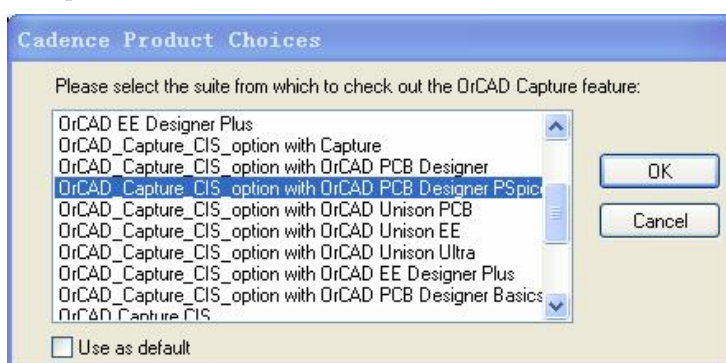 Cadence Product Choices
Please select the suite from which to check out the OrCAD Capture feature:
OrCAD EE Designer Plus
OrCAD_Capture_CIS_option with Capture
OrCAD_Capture_CIS_option with OrCAD PCB Designer
OrCAD_Capture_CIS_option with OrCAD PCB Designer PSpice
OrCAD_Capture_CIS_option with OrCAD Unison PCB
OrCAD_Capture_CIS_option with OrCAD Unison EE
OrCAD_Capture_CIS_option with OrCAD Unison Ultra
OrCAD_Capture_CIS_option with OrCAD EE Designer Plus
OrCAD_Capture_CIS_option with OrCAD PCB Designer Basics
OrCAD Capture CIS
OK
Cancel
Use as default